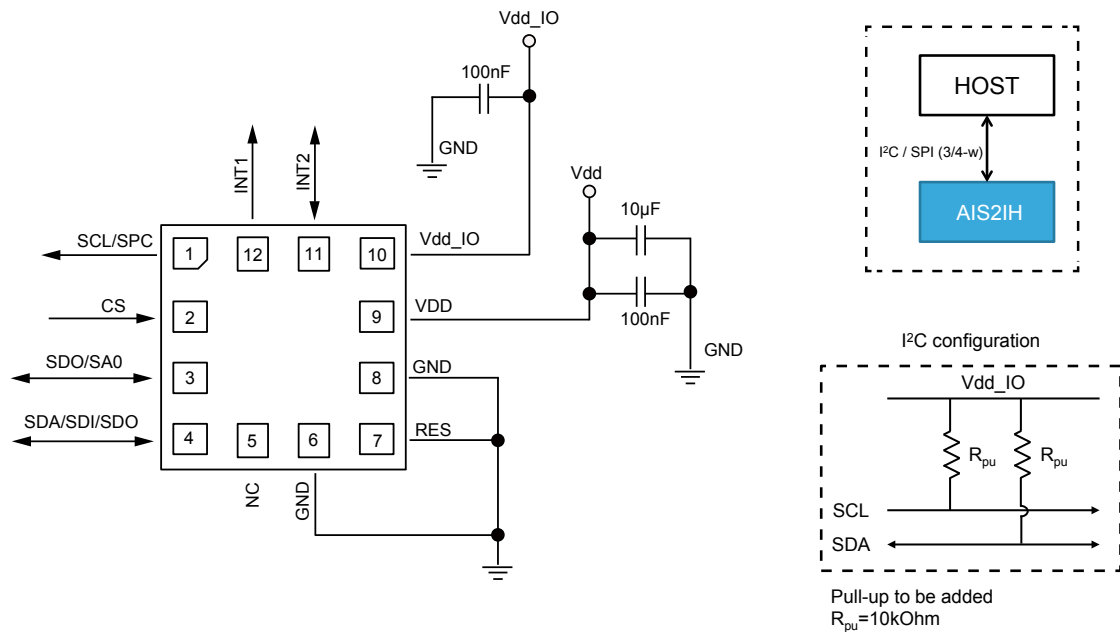 Vdd_IO
100nF
GND
INT1
INT2
Vdd
10µF
100nF
GND
SCL/SPC
CS
SDO/SA0
SDA/SDI/SDO
1
12
11
10
2
9
3
8
4
5
6
7
Vdd_IO
VDD
GND
RES
NC
GND
HOST
I²C / SPI (3/4-w)
AIS2IH
I²C configuration
Vdd_IO
Rpu
Rpu
SCL
SDA
Pull-up to be added
Rpu=10kOhm